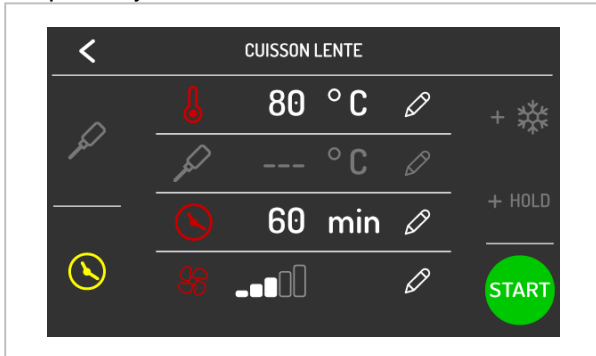 CUISSON LENTE
80 °C
+
--- °C
60 min
+ HOLD
START